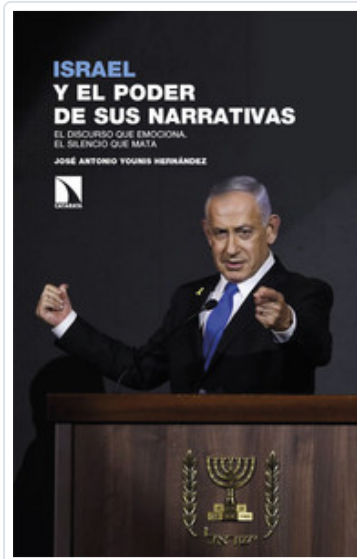 ISRAEL
Y EL PODER
DE SUS NARRATIVAS
EL DISCURSO QUE EMOCIONA.
EL SILENCIO QUE MATA
JOSÉ ANTONIO YOUNIS HERNÁNDEZ
CATARATA